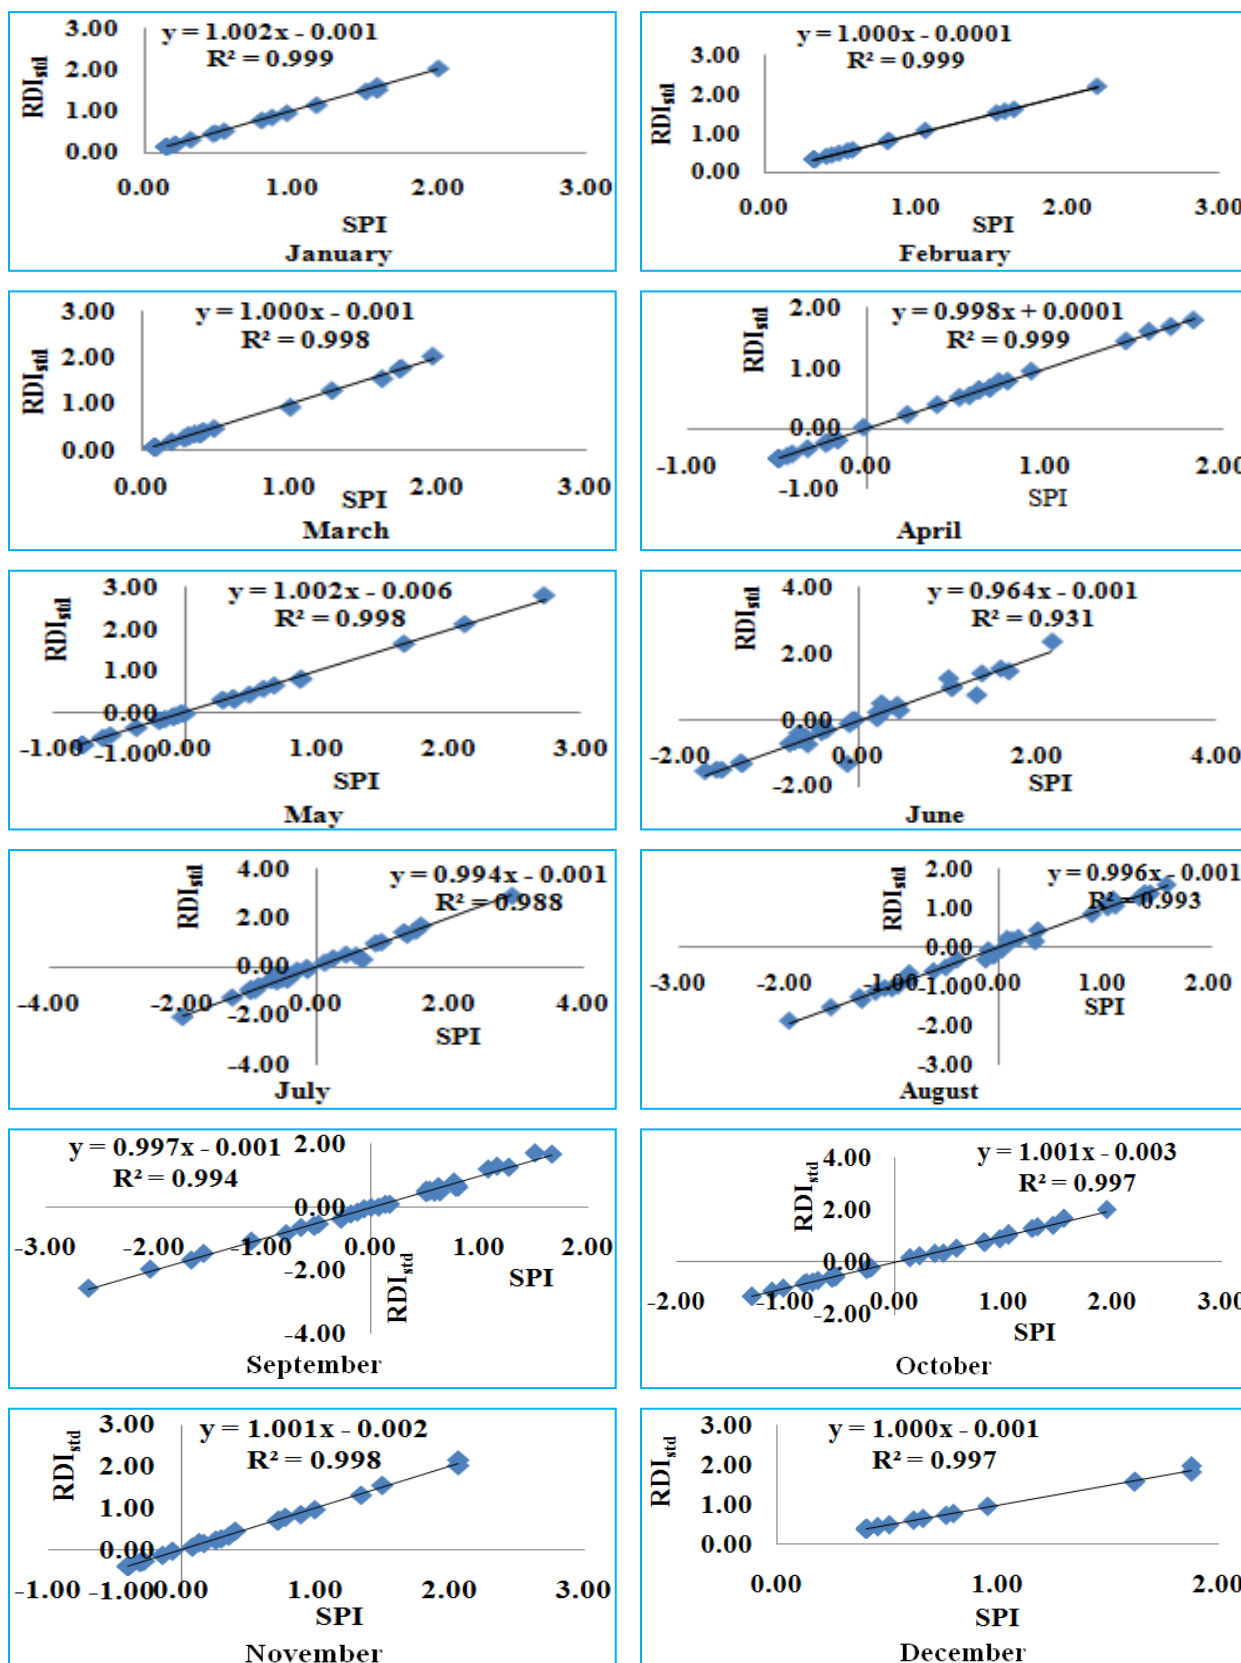 y = 1.002x - 0.001
R² = 0.999
3.00
2.00
1.00
0.00
RDIstd
0.00 1.00 2.00 3.00
SPI
January
y = 1.000x - 0.0001
R² = 0.999
3.00
2.00
1.00
0.00
RDIstd
0.00 1.00 2.00 3.00
SPI
February
y = 1.000x - 0.001
R² = 0.998
3.00
2.00
1.00
0.00
RDIstd
0.00 1.00 2.00 3.00
SPI
March
y = 0.998x + 0.0001
R² = 0.999
2.00
1.00
0.00
-1.00
RDIstd
-1.00 0.00 1.00 2.00
SPI
April
y = 1.002x - 0.006
R² = 0.998
3.00
2.00
1.00
0.00
-1.00
RDIstd
-1.00 0.00 1.00 2.00 3.00
SPI
May
y = 0.964x - 0.001
R² = 0.931
4.00
2.00
0.00
-2.00
RDIstd
-2.00 0.00 2.00 4.00
SPI
June
y = 0.994x - 0.001
R² = 0.988
4.00
2.00
0.00
-2.00
-4.00
RDIstd
-4.00 -2.00 0.00 2.00 4.00
SPI
July
y = 0.996x - 0.001
R² = 0.993
2.00
1.00
0.00
-1.00
-2.00
-3.00
RDIstd
-3.00 -2.00 -1.00 0.00 1.00 2.00
SPI
August
y = 0.997x - 0.001
R² = 0.994
2.00
0.00
-2.00
-4.00
RDIstd
-3.00 -2.00 -1.00 0.00 1.00 2.00
SPI
September
y = 1.001x - 0.003
R² = 0.997
4.00
2.00
0.00
-2.00
RDIstd
-2.00 -1.00 0.00 1.00 2.00 3.00
SPI
October
y = 1.001x - 0.002
R² = 0.998
3.00
2.00
1.00
0.00
-1.00
RDIstd
-1.00 0.00 1.00 2.00 3.00
SPI
November
y = 1.000x - 0.001
R² = 0.997
3.00
2.00
1.00
0.00
RDIstd
0.00 1.00 2.00
SPI
December